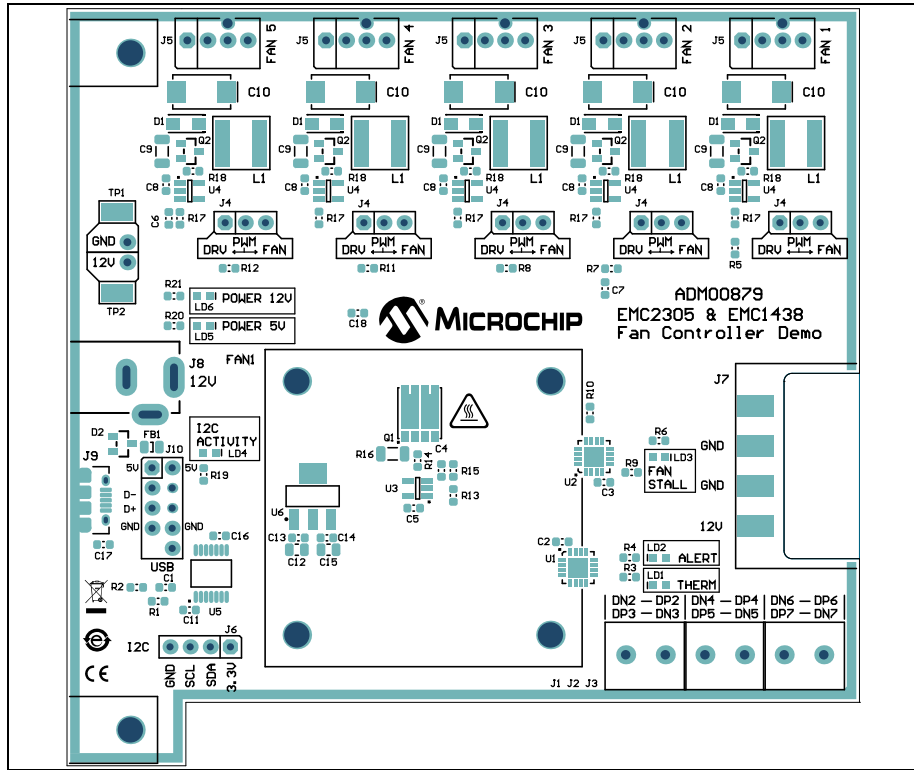 J5 FAN 5 J5 FAN 4 J5 FAN 3 J5 FAN 2 J5 FAN 1
C10 C10 C10 C10 C10
D1 D1 D1 D1 D1
Q2 Q2 Q2 Q2 Q2
C9 C9 C9 C9 C9
R18 R18 R18 R18 R18
L1 L1 L1 L1 L1
C8 U4 C8 U4 C8 U4 C8 U4 C8 U4
TP1
C6 R17 R17 R17 R17 R17
J4 J4 J4 J4 J4
GND
12V
PWM PWM PWM PWM PWM
DRV FAN DRV FAN DRV FAN DRV FAN DRV FAN
R12 R11 R8 R7 R5
C7
TP2
R21 LD6 POWER 12V
R20 LD5 POWER 5V
C18
MICROCHIP®
ADM00879
EMC2305 & EMC1438
Fan Controller Demo
J8
12V
FAN1
J7
R10
I2C
ACTIVITY
LD4
D2 FB1 J10
J9
R19
5V 5V
D-
D+
GND GND
USB
C17
Q1 C4
R16 R14 R15
U3 R13
C5
U6
C13 C14
C12 C15
U2 C3
R9 R6
LD3
FAN
STALL
GND
GND
12V
C16
C2
U1
R4 LD2 ALERT
R3 LD1 THERM
R2 C1
R1
C11 U5
DN2 — DP2 DN4 — DP4 DN6 — DP6
DP3 — DN3 DP5 — DN5 DP7 — DN7
I2C J6
GND SCL SDA 3.3V
J1 J2 J3
e
CE